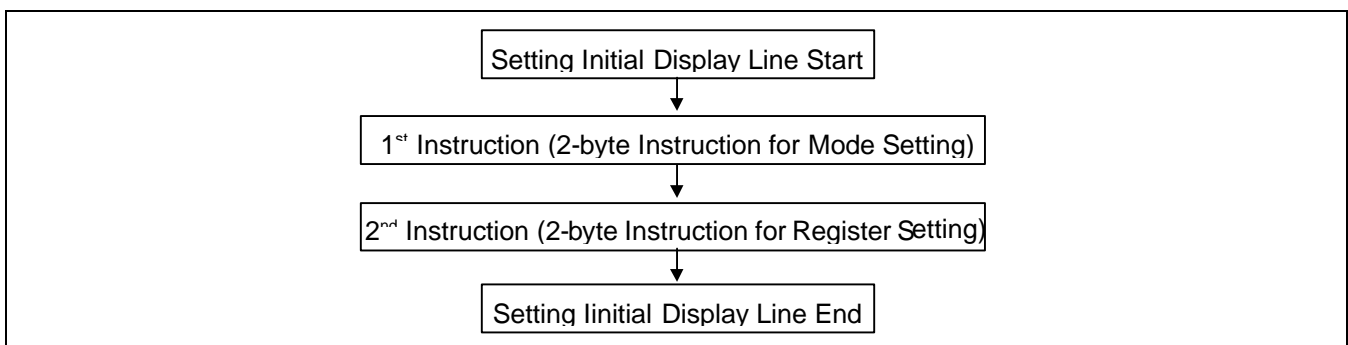 Setting Initial Display Line Start
1st Instruction (2-byte Instruction for Mode Setting)
2nd Instruction (2-byte Instruction for Register Setting)
Setting Iinitial Display Line End